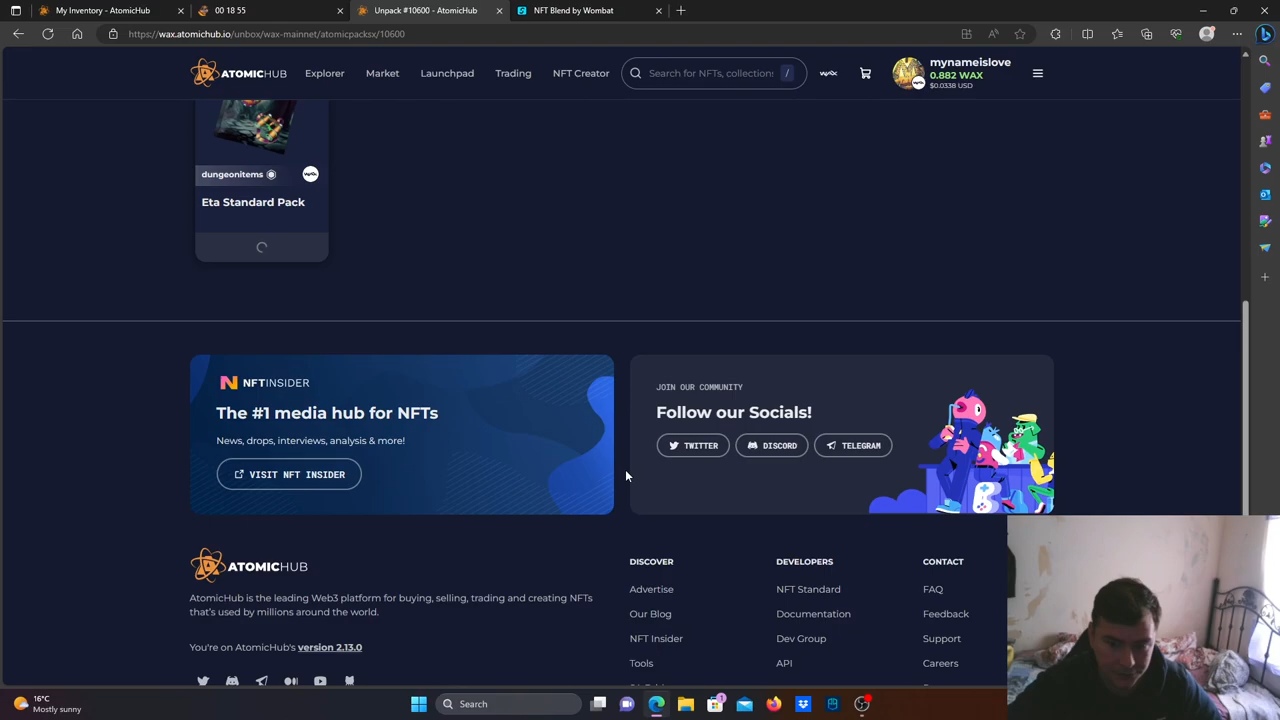 My Inventory - AtomicHub
00 18 55
Unpack #10600 - AtomicHub
NFT Blend by Wombat
https://wax.atomichub.io/unbox/wax-mainnet/atomicpacksx/10600
ATOMICHUB
Explorer
Market
Launchpad
Trading
NFT Creator
Search for NFTs, collections
/
mynameislove
0.882 WAX
$0.0338 USD
dungeonitems
Eta Standard Pack
NFTINSIDER
The #1 media hub for NFTs
News, drops, interviews, analysis & more!
VISIT NFT INSIDER
JOIN OUR COMMUNITY
Follow our Socials!
TWITTER
DISCORD
TELEGRAM
ATOMICHUB
AtomicHub is the leading Web3 platform for buying, selling, trading and creating NFTs
that's used by millions around the world.
You're on AtomicHub's version 2.13.0
DISCOVER
Advertise
Our Blog
NFT Insider
Tools
DEVELOPERS
NFT Standard
Documentation
Dev Group
API
CONTACT
FAQ
Feedback
Support
Careers
16°C
Mostly sunny
Search
1